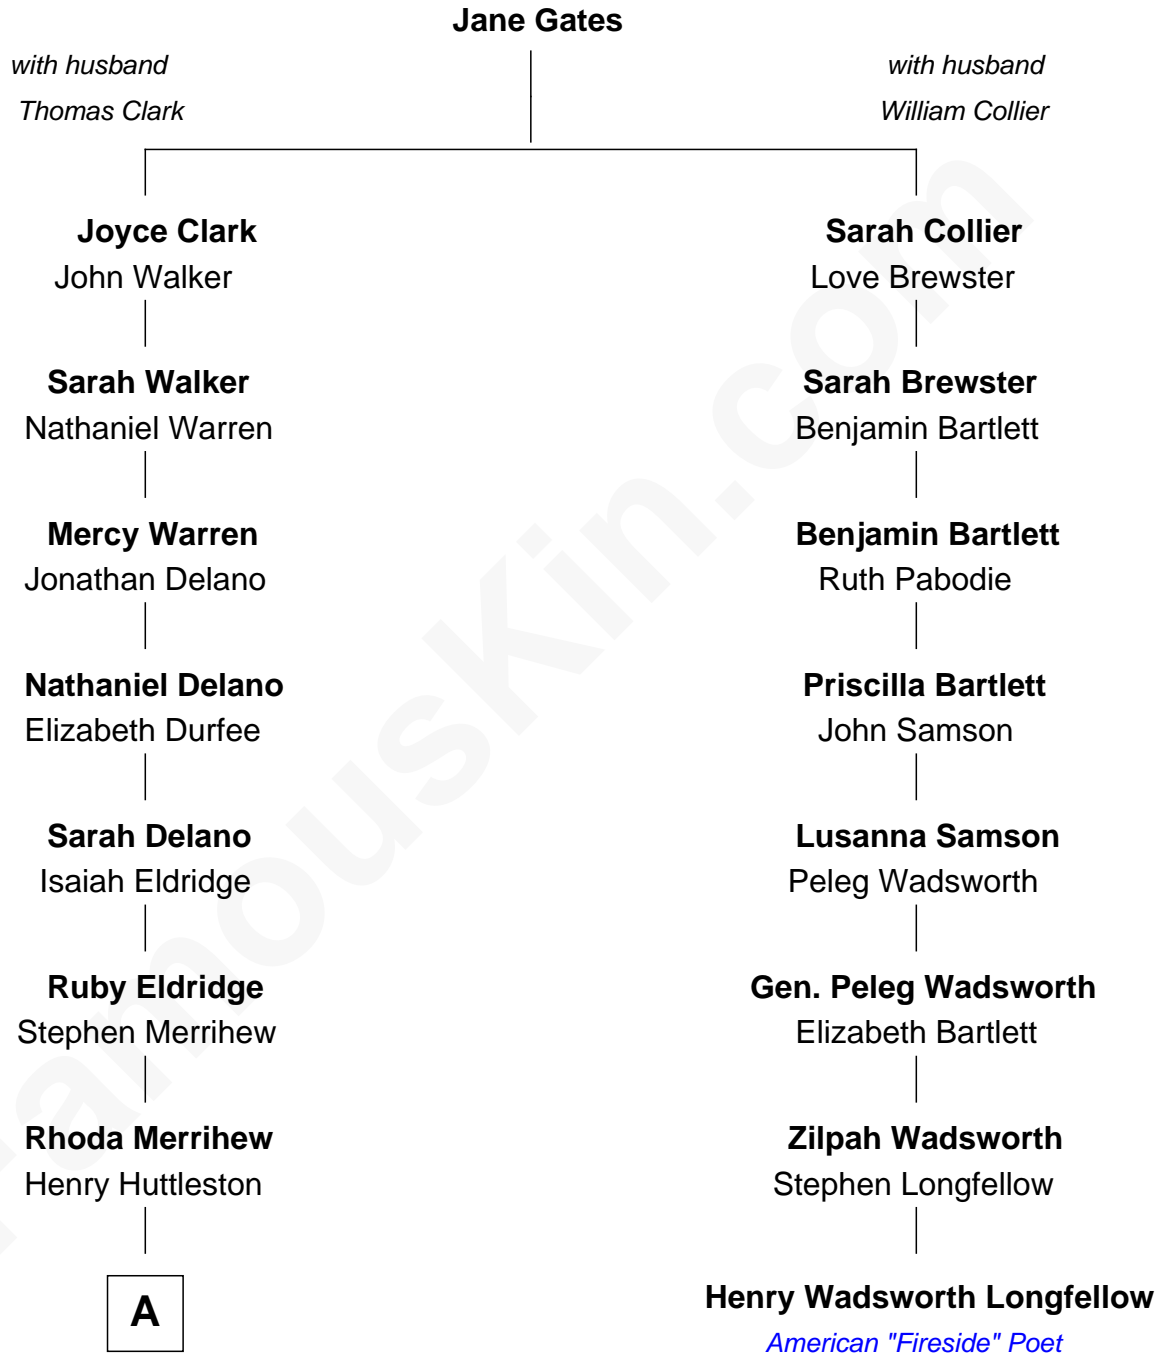 Jane Gates
with husband
Thomas Clark
with husband
William Collier
Joyce Clark
John Walker
Sarah Walker
Nathaniel Warren
Mercy Warren
Jonathan Delano
Nathaniel Delano
Elizabeth Durfee
Sarah Delano
Isaiah Eldridge
Ruby Eldridge
Stephen Merrihew
Rhoda Merrihew
Henry Huttleston
A
Sarah Collier
Love Brewster
Sarah Brewster
Benjamin Bartlett
Benjamin Bartlett
Ruth Pabodie
Priscilla Bartlett
John Samson
Lusanna Samson
Peleg Wadsworth
Gen. Peleg Wadsworth
Elizabeth Bartlett
Zilpah Wadsworth
Stephen Longfellow
Henry Wadsworth Longfellow
American "Fireside" Poet
FamousKin.com